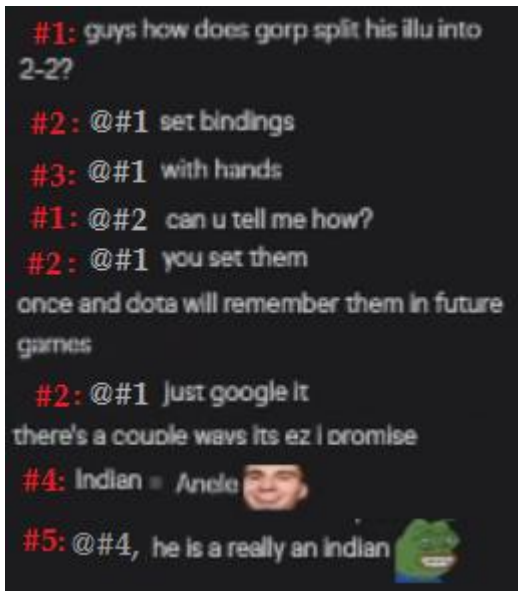 #1: guys how does gorp split his illu into
2-2?
#2: @#1 set bindings
#3: @#1 with hands
#1: @#2 can u tell me how?
#2: @#1 you set them
once and dota will remember them in future
games
#2: @#1 just google it
there's a couple ways its ez i promise
#4: Indian = Anele
#5: @#4, he is a really an indian